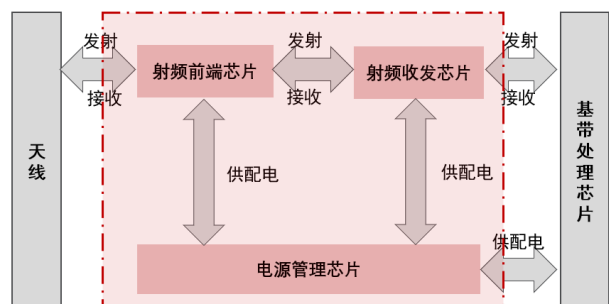 发射
发射
发射
射频前端芯片
射频收发芯片
接收
接收
接收
天线
基带处理芯片
供配电
供配电
供配电
电源管理芯片